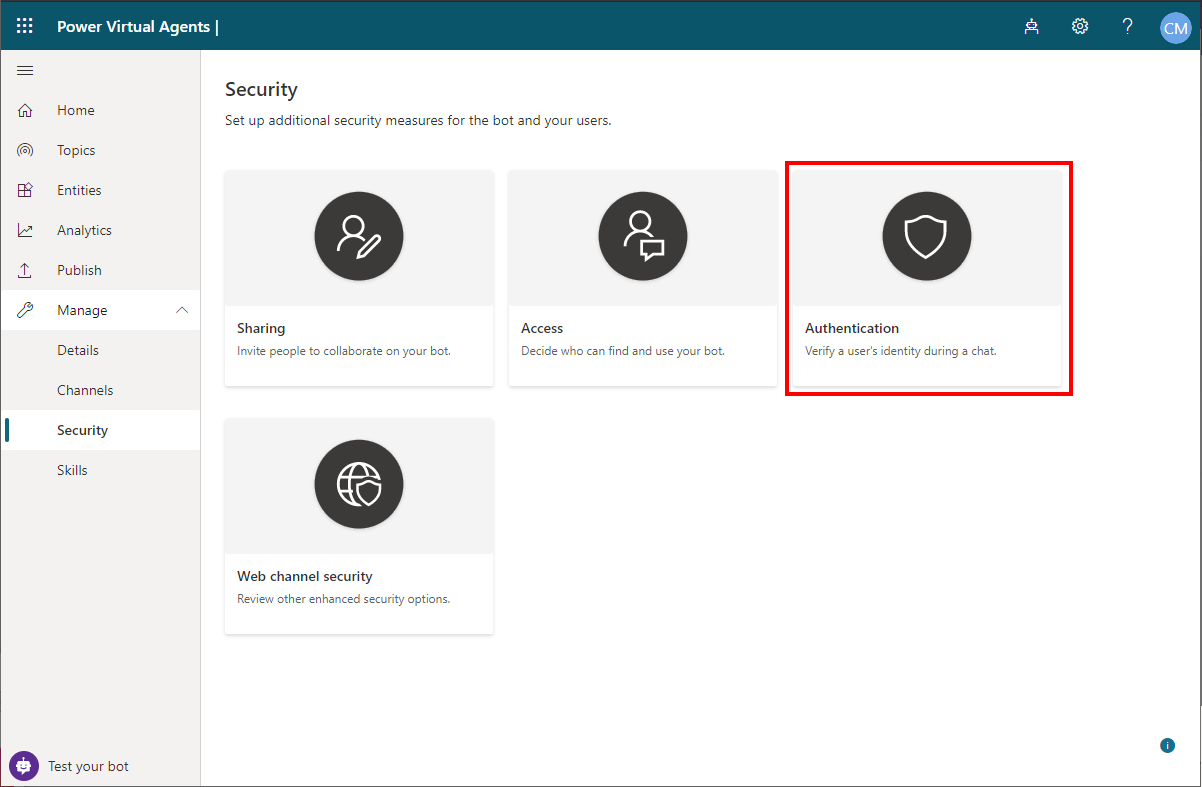 Power Virtual Agents |
?
CM
Home
Topics
Entities
Analytics
Publish
Manage
Details
Channels
Security
Skills
Test your bot
Security
Set up additional security measures for the bot and your users.
Sharing
Invite people to collaborate on your bot.
Access
Decide who can find and use your bot.
Authentication
Verify a user's identity during a chat.
Web channel security
Review other enhanced security options.
i